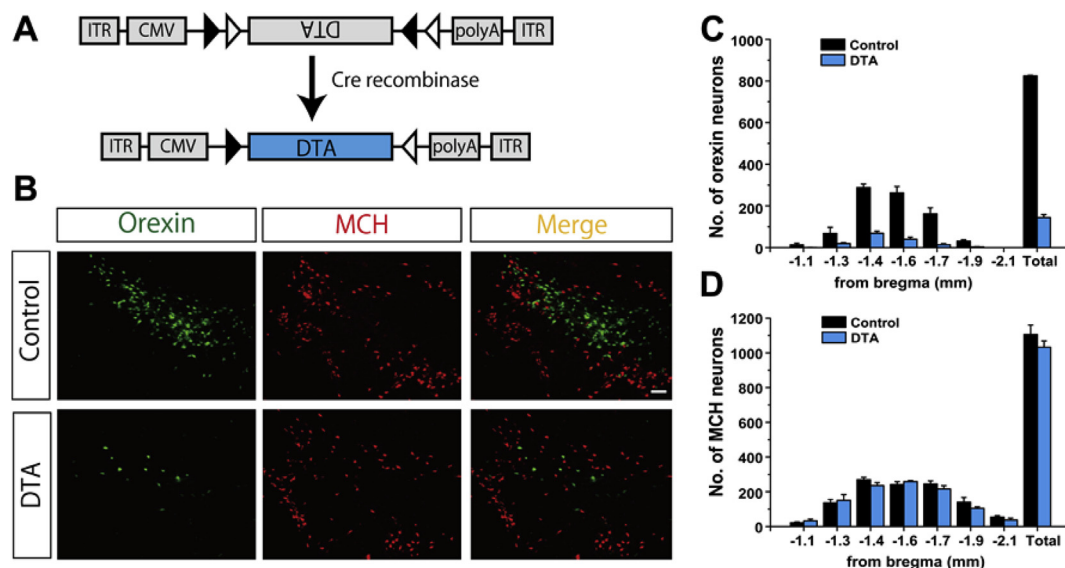 A
ITR CMV DTA polyA ITR
Cre recombinase
ITR CMV DTA polyA ITR
B
Orexin MCH Merge
Control
DTA
C
Control
DTA
No. of orexin neurons
1000
800
600
400
200
0
-1.1 -1.3 -1.4 -1.6 -1.7 -1.9 -2.1 Total
from bregma (mm)
D
Control
DTA
No. of MCH neurons
1200
1000
800
600
400
200
0
-1.1 -1.3 -1.4 -1.6 -1.7 -1.9 -2.1 Total
from bregma (mm)